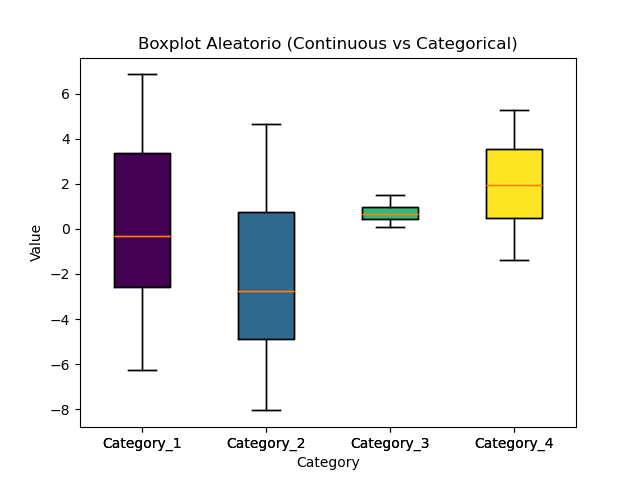 Boxplot Aleatorio (Continuous vs Categorical)
Value
6
4
2
0
−2
−4
−6
−8
Category_1 Category_2 Category_3 Category_4
Category